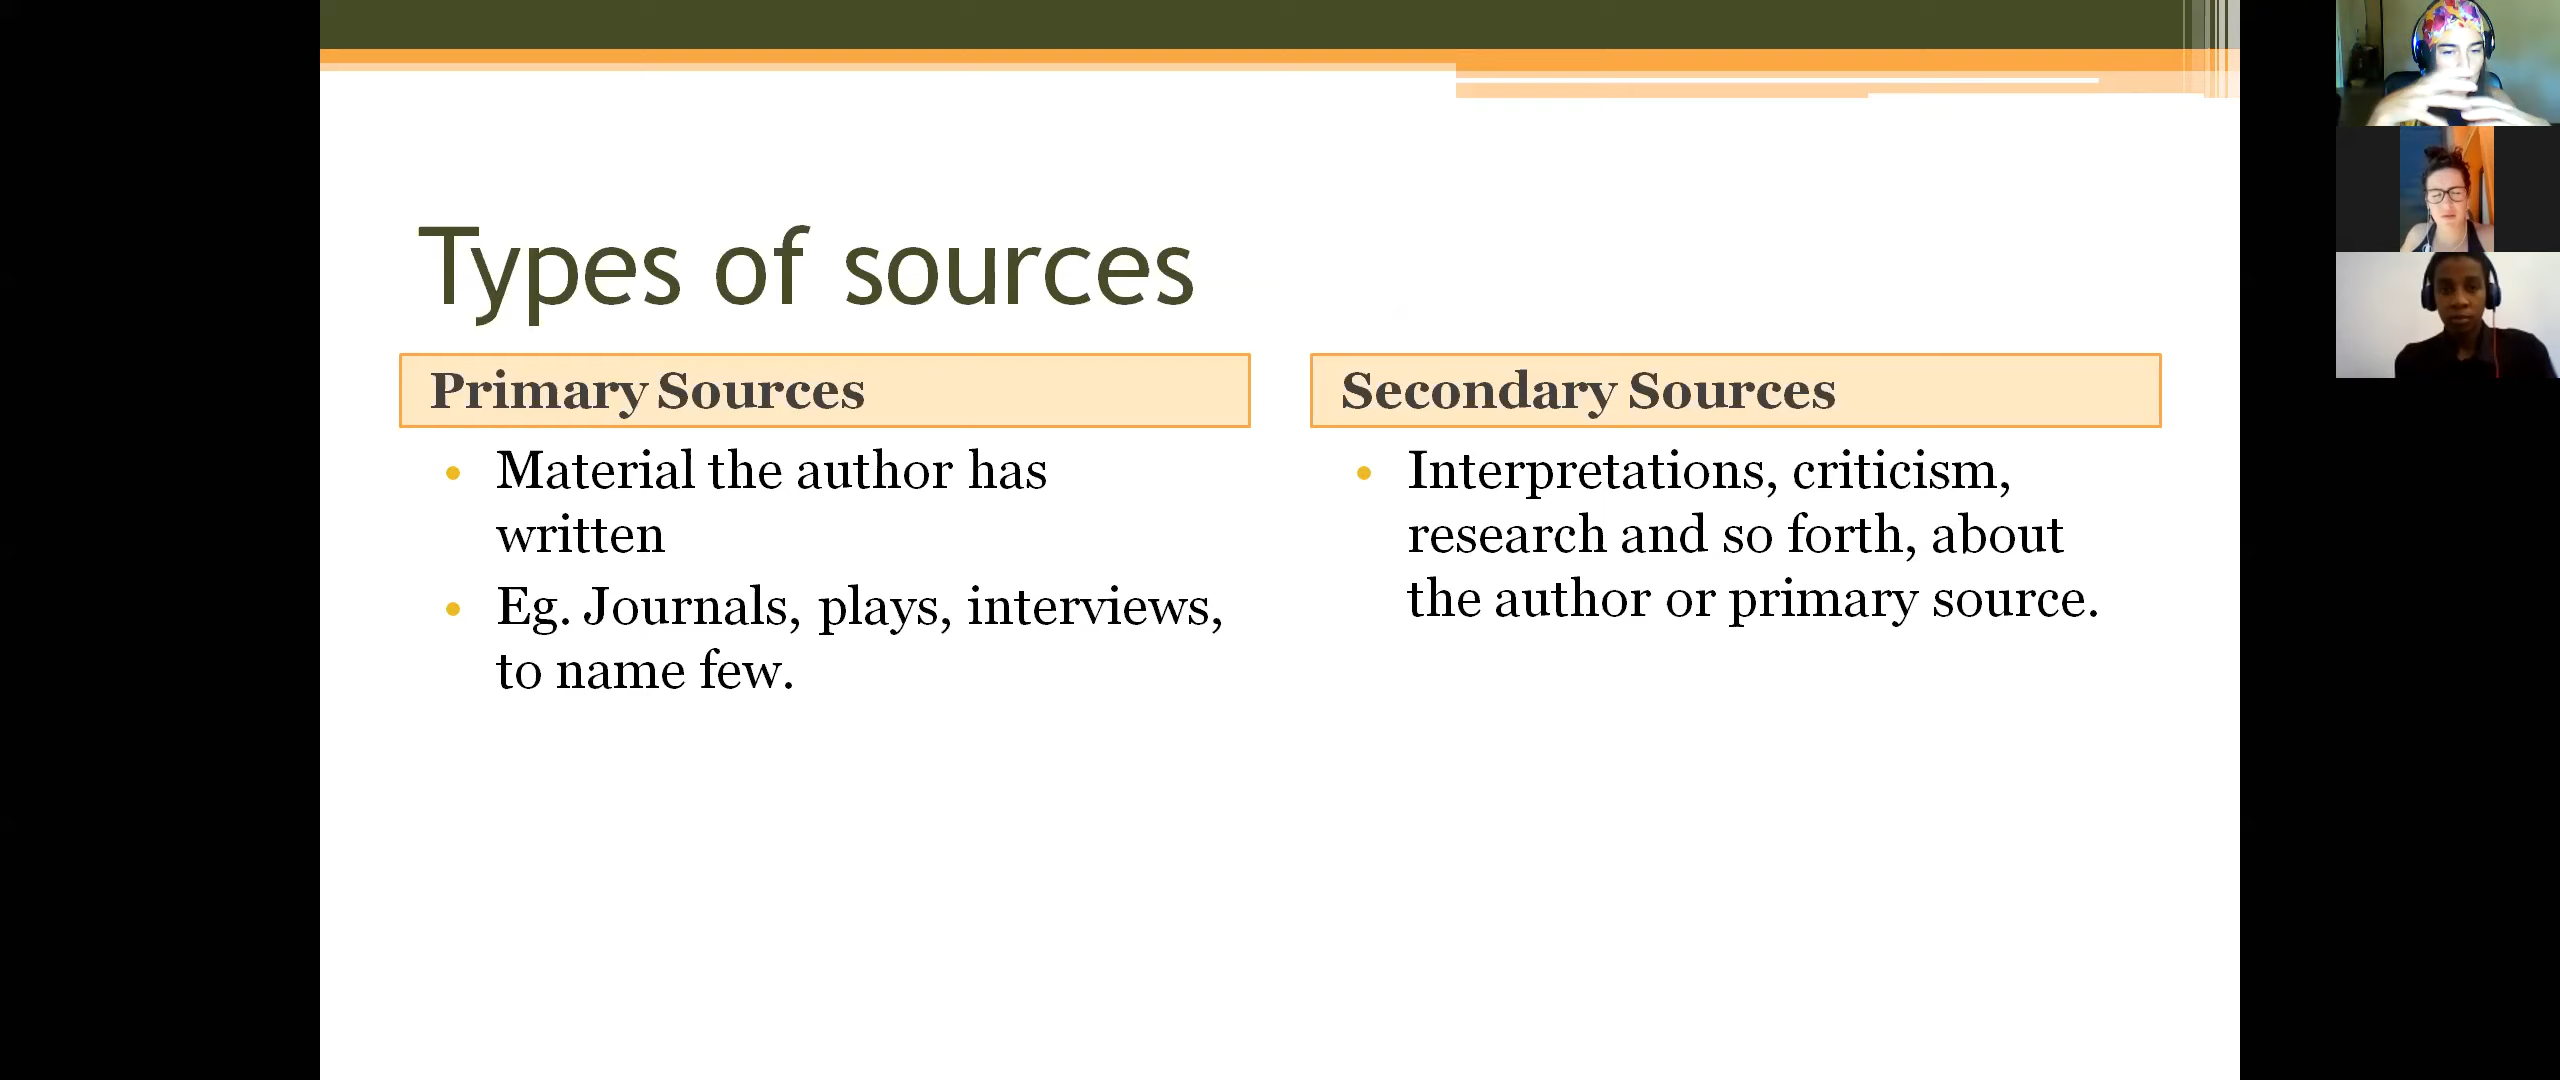 Types of sources
Primary Sources
Material the author has
written
Eg. Journals, plays, interviews,
to name few.
Secondary Sources
Interpretations, criticism,
research and so forth, about
the author or primary source.